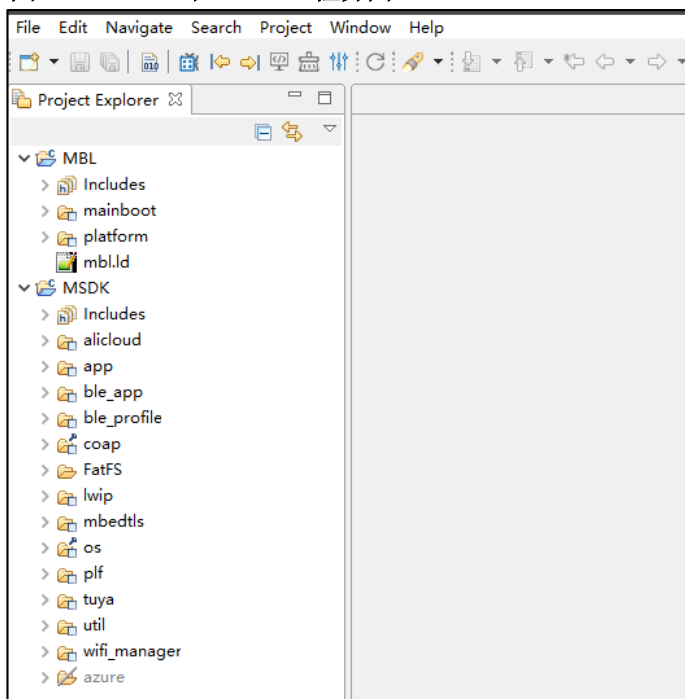 File Edit Navigate Search Project Window Help
Project Explorer
MBL
Includes
mainboot
platform
mbl.ld
MSDK
Includes
alicloud
app
ble_app
ble_profile
coap
FatFS
lwip
mbedtls
os
plf
tuya
util
wifi_manager
azure